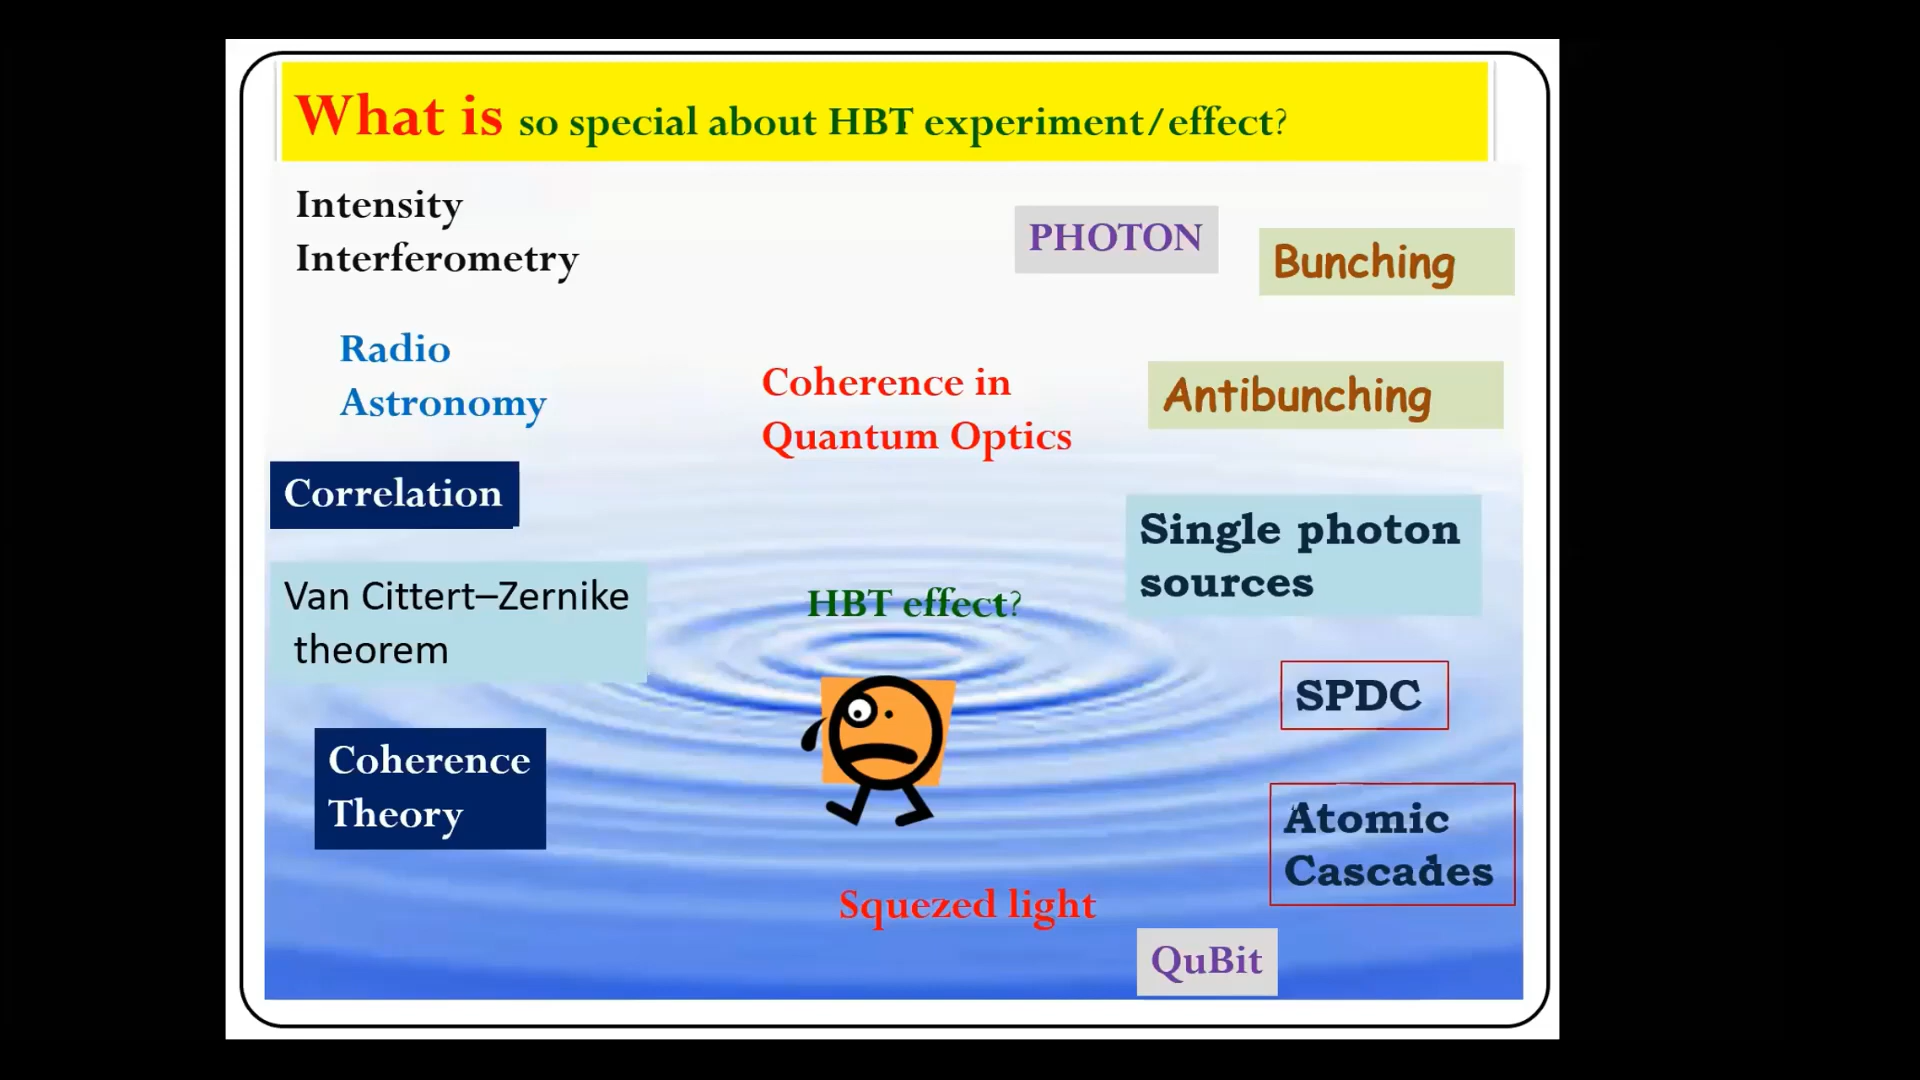 What is so special about HBT experiment/effect?
Intensity
Interferometry
PHOTON
Bunching
Radio
Astronomy
Coherence in
Quantum Optics
Antibunching
Correlation
Single photon
sources
Van Cittert–Zernike
theorem
HBT effect?
SPDC
Coherence
Theory
Atomic
Cascades
Squezed light
QuBit